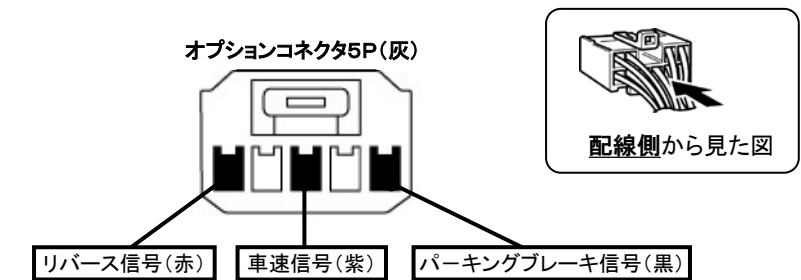 オプションコネクタ5P(灰)
配線側から見た図
リバース信号(赤)
車速信号(紫)
パーキングブレーキ信号(黒)